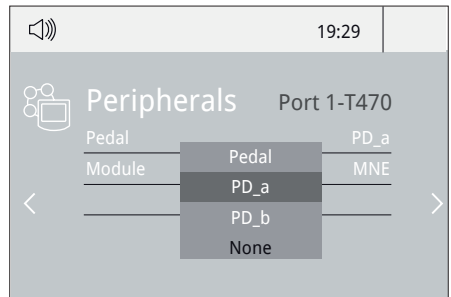 19:29
Peripherals Port 1-T470
Pedal PD_a
Module MNE
Pedal
PD_a
PD_b
None